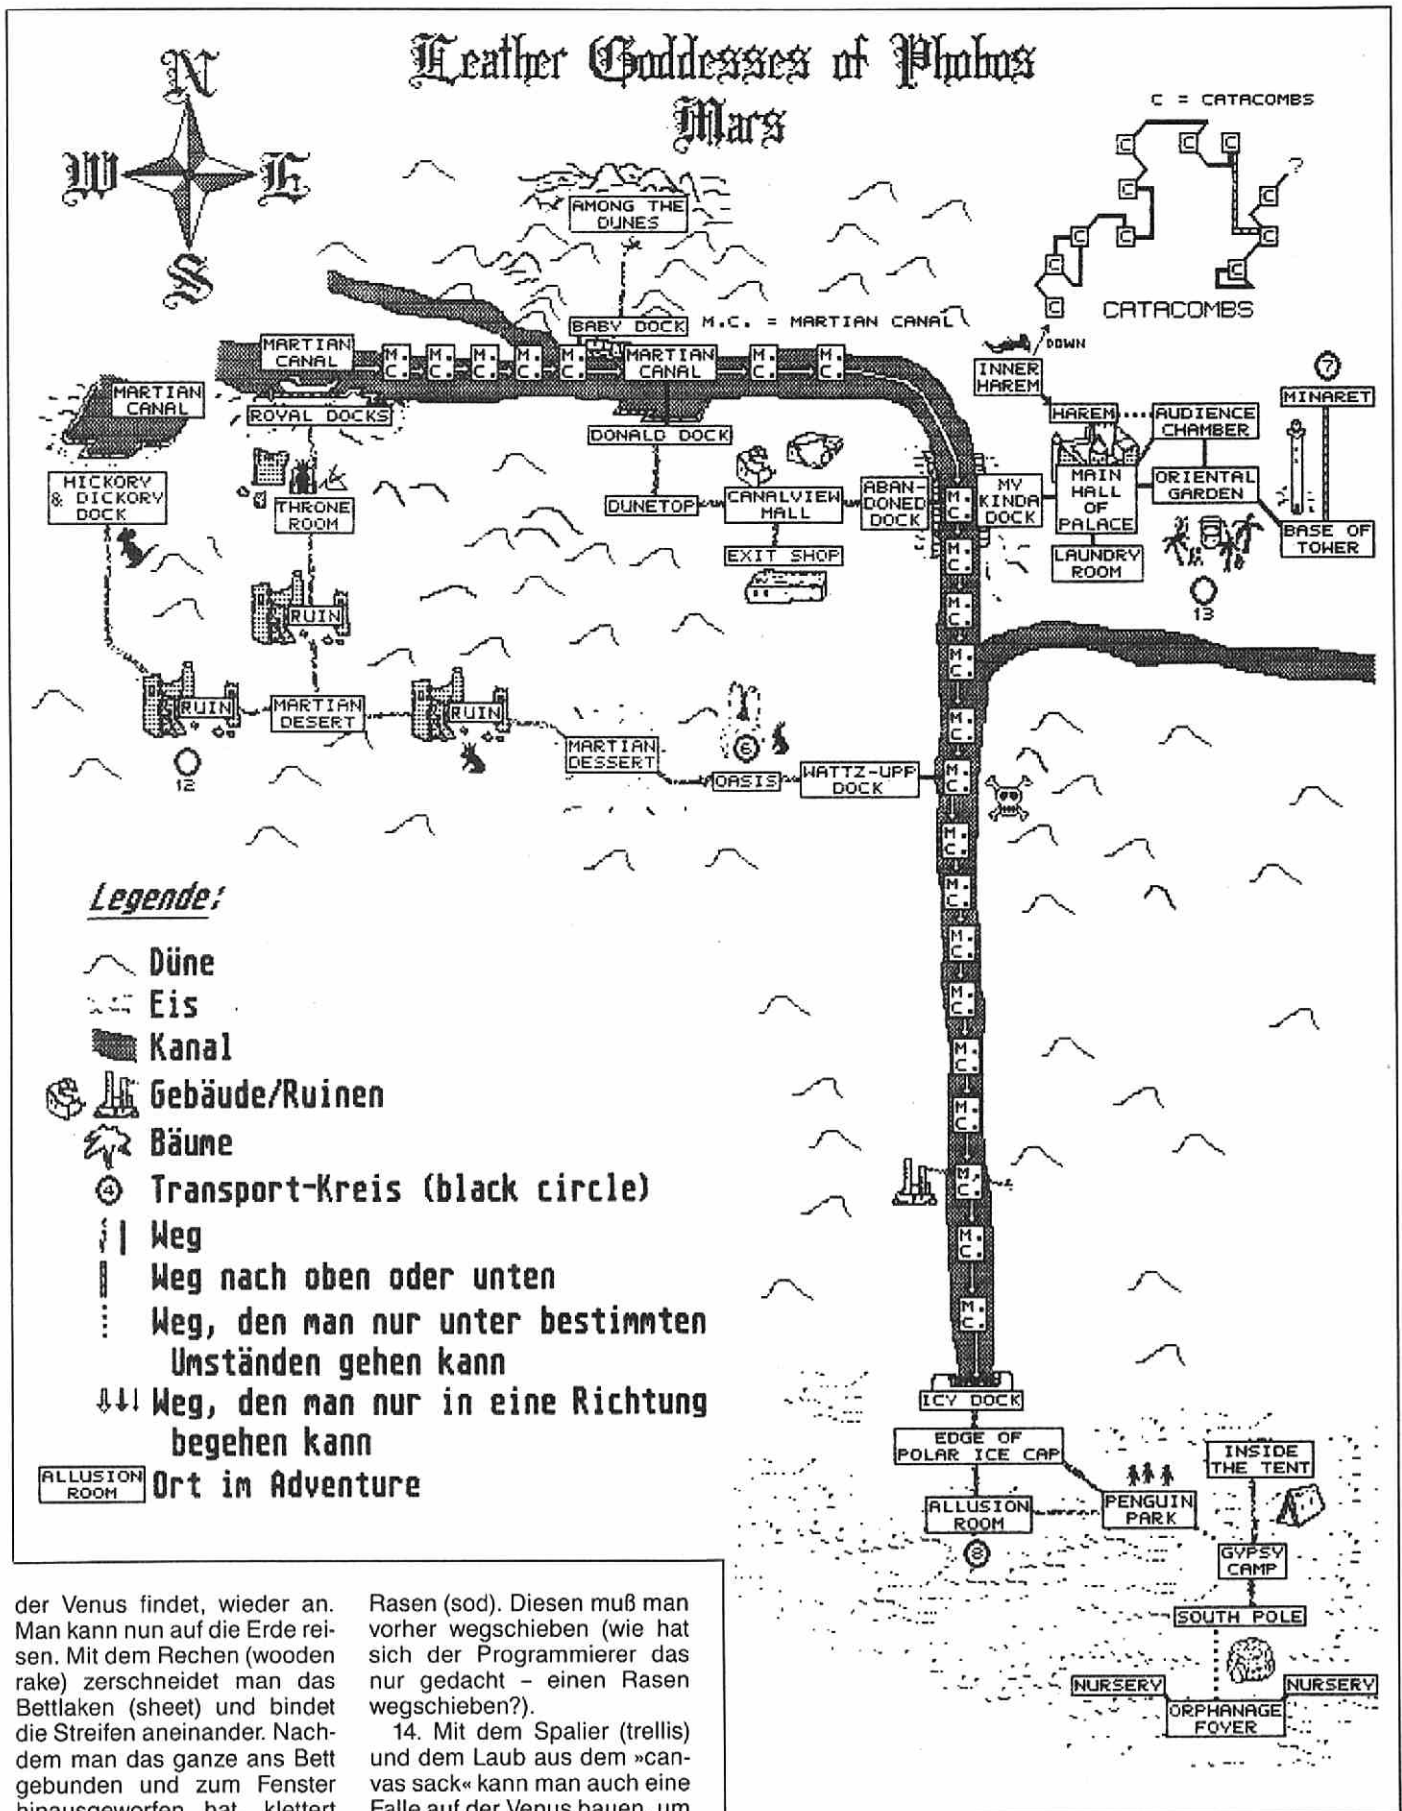 Leather Goddesses of Phobos
Mars
N
W
E
S
C = CATACOMBS
C
C
C
C
C
C
C
C
C
C
C
?
CATACOMBS
AMONG THE
DUNES
BABY DOCK
M.C. = MARTIAN CANAL
MARTIAN
CANAL
M.
C.
M.
C.
M.
C.
M.
C.
M.
C.
MARTIAN
CANAL
M.
C.
M.
C.
DOWN
INNER
HAREM
7
MINARET
MARTIAN
CANAL
ROYAL DOCKS
DONALD DOCK
HAREM
AUDIENCE
CHAMBER
HICKORY
& DICKORY
DOCK
THRONE
ROOM
DUNETOP
CANALVIEW
MALL
ABAN-
DONED
DOCK
M.
C.
MY
KINDA
DOCK
MAIN
HALL
OF
PALACE
ORIENTAL
GARDEN
BASE OF
TOWER
EXIT SHOP
M.
C.
LAUNDRY
ROOM
13
RUIN
M.
C.
M.
C.
RUIN
MARTIAN
DESERT
RUIN
M.
C.
12
MARTIAN
DESSERT
6
OASIS
WATTZ-UPP
DOCK
M.
C.
M.
C.
M.
C.
M.
C.
M.
C.
M.
C.
M.
C.
M.
C.
M.
C.
M.
C.
Legende:
Düne
Eis
Kanal
Gebäude/Ruinen
Bäume
4 Transport-Kreis (black circle)
Weg
Weg nach oben oder unten
Weg, den man nur unter bestimmten
Umständen gehen kann
Weg, den man nur in eine Richtung
begehen kann
ALLUSION
ROOM
Ort im Adventure
ICY DOCK
EDGE OF
POLAR ICE CAP
INSIDE
THE TENT
ALLUSION
ROOM
PENGUIN
PARK
8
GYPSY
CAMP
SOUTH POLE
NURSERY
NURSERY
ORPHANAGE
FOYER
der Venus findet, wieder an.
Man kann nun auf die Erde rei-
sen. Mit dem Rechen (wooden
rake) zerschneidet man das
Bettlaken (sheet) und bindet
die Streifen aneinander. Nach-
dem man das ganze ans Bett
gebunden und zum Fenster
hinausgeworfen hat, klettert
Rasen (sod). Diesen muß man
vorher wegschieben (wie hat
sich der Programmierer das
nur gedacht – einen Rasen
wegschieben?).
14. Mit dem Spalier (trellis)
und dem Laub aus dem »can-
vas sack« kann man auch eine
Falle auf der Venus bauen, um